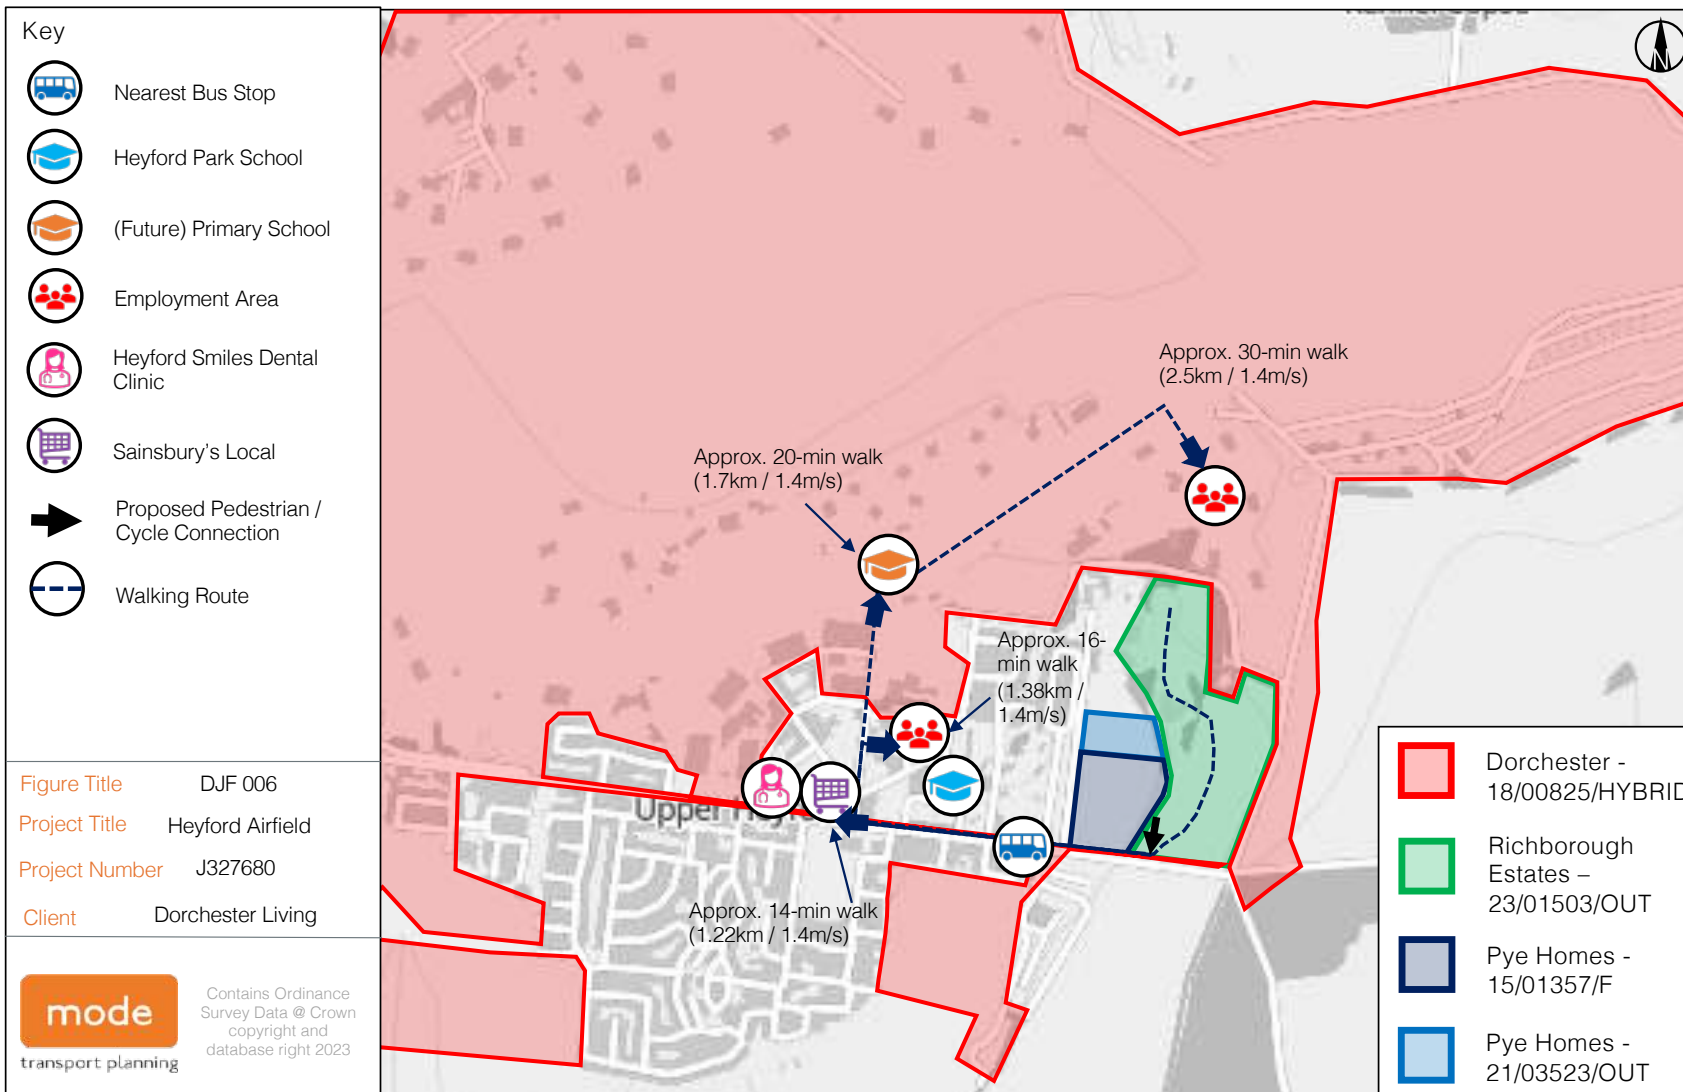 Key
Nearest Bus Stop
Heyford Park School
(Future) Primary School
Employment Area
Heyford Smiles Dental
Clinic
Sainsbury's Local
Proposed Pedestrian /
Cycle Connection
Walking Route
Figure Title DJF 006
Project Title Heyford Airfield
Project Number J327680
Client Dorchester Living
mode
transport planning
Contains Ordinance
Survey Data @ Crown
copyright and
database right 2023
N
Approx. 30-min walk
(2.5km / 1.4m/s)
Approx. 20-min walk
(1.7km / 1.4m/s)
Approx. 16-
min walk
(1.38km /
1.4m/s)
Upper
Approx. 14-min walk
(1.22km / 1.4m/s)
Dorchester -
18/00825/HYBRID
Richborough
Estates –
23/01503/OUT
Pye Homes -
15/01357/F
Pye Homes -
21/03523/OUT